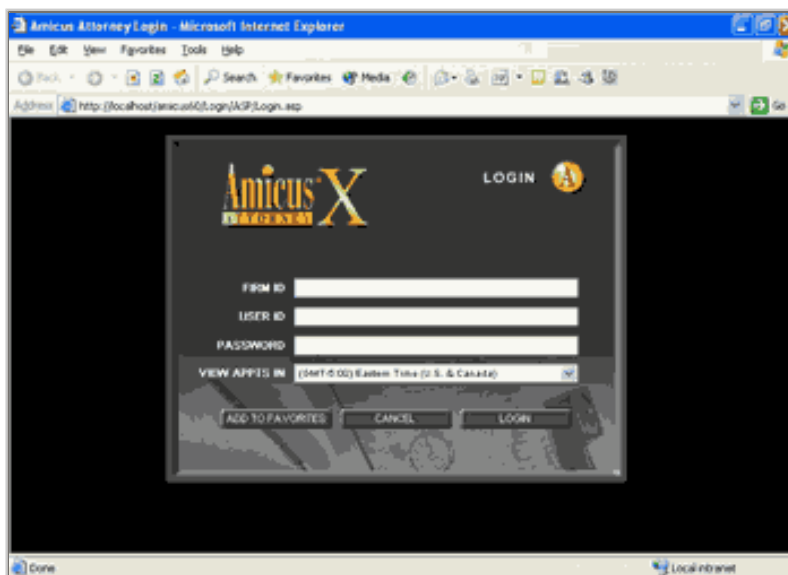 Amicus Attorney Login - Microsoft Internet Explorer
File Edit View Favorites Tools Help
Back Search Favorites Media
Address http://localhost/amicus60/Login/ASP/Login.asp Go
Amicus X
ATTORNEY
LOGIN A
FIRM ID
USER ID
PASSWORD
VIEW APPTS IN (GMT-5:00) Eastern Time (U.S. & Canada)
ADD TO FAVORITES CANCEL LOGIN
Done Local intranet